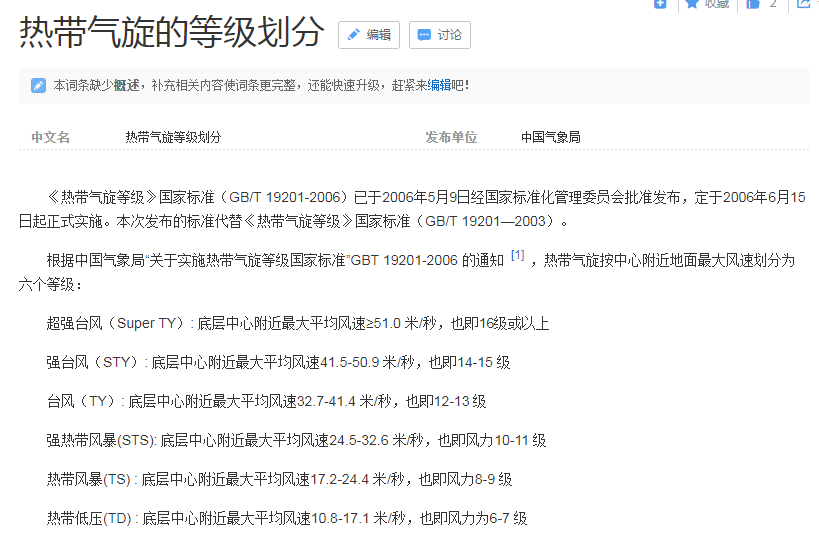 收藏 2
热带气旋的等级划分 编辑 讨论
本词条缺少概述，补充相关内容使词条更完整，还能快速升级，赶紧来编辑吧！
中文名 热带气旋等级划分 发布单位 中国气象局
《热带气旋等级》国家标准（GB/T 19201-2006）已于2006年5月9日经国家标准化管理委员会批准发布，定于2006年6月15
日起正式实施。本次发布的标准代替《热带气旋等级》国家标准（GB/T 19201—2003）。
根据中国气象局“关于实施热带气旋等级国家标准”GBT 19201-2006 的通知 [1] ，热带气旋按中心附近地面最大风速划分为
六个等级：
超强台风（Super TY）: 底层中心附近最大平均风速≥51.0 米/秒，也即16级或以上
强台风（STY）: 底层中心附近最大平均风速41.5-50.9 米/秒，也即14-15 级
台风（TY）: 底层中心附近最大平均风速32.7-41.4 米/秒，也即12-13 级
强热带风暴(STS): 底层中心附近最大平均风速24.5-32.6 米/秒，也即风力10-11 级
热带风暴(TS) : 底层中心附近最大平均风速17.2-24.4 米/秒，也即风力8-9 级
热带低压(TD) : 底层中心附近最大平均风速10.8-17.1 米/秒，也即风力为6-7 级